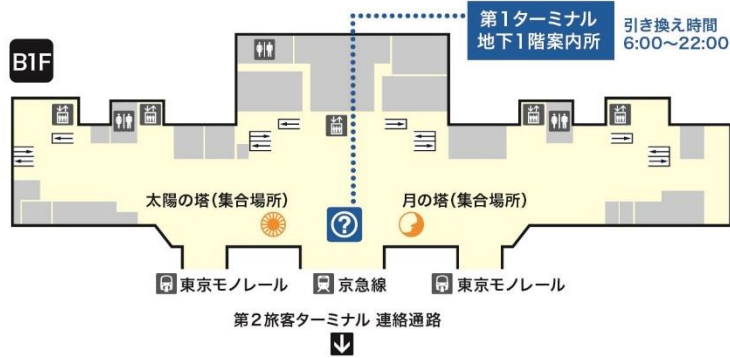 第1ターミナル
地下1階案内所
引き換え時間
6:00～22:00
B1F
太陽の塔(集合場所)
月の塔(集合場所)
?
東京モノレール
京急線
東京モノレール
第2旅客ターミナル 連絡通路